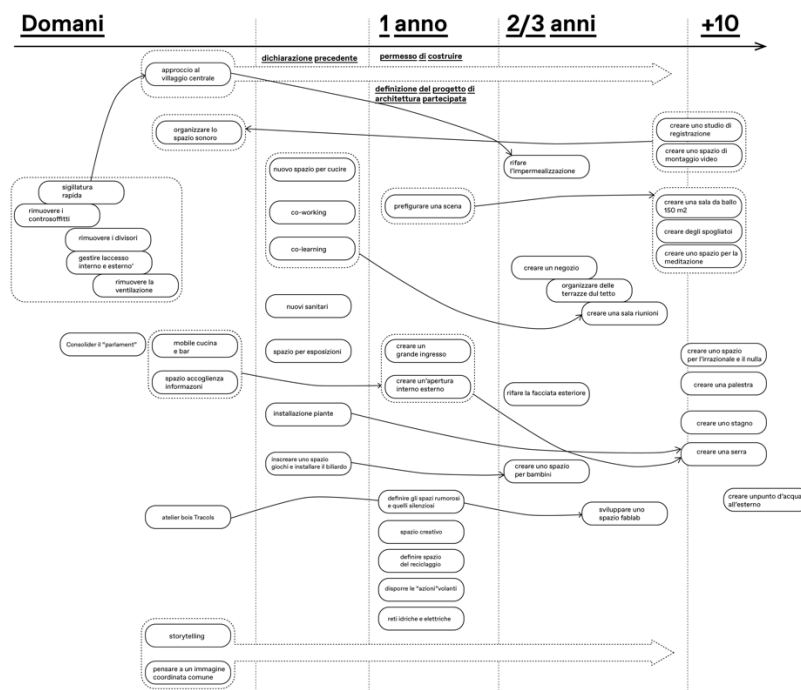 Domani
1 anno
2/3 anni
+10
dichiarazione precedente
permesso di costruire
approccio al
villaggio centrale
definizione del progetto di
architettura partecipata
organizzare lo
spazio sonoro
creare uno studio di
registrazione
creare uno spazio di
montaggio video
rifare
l'impermealizzazione
nuovo spazio per cucire
sigillatura
rapida
rimuovere i
controsoffitti
prefigurare una scena
creare una sala da ballo
150 m2
co-working
rimuovere i divisori
creare degli spogliatoi
co-learning
gestire laccesso
interno e esterno'
creare uno spazio per la
meditazione
rimuovere la
ventilazione
creare un negozio
organizzare delle
terrazze dul tetto
nuovi sanitari
creare una sala riunioni
Consolider il "parlament"
mobile cucina
e bar
spazio per esposizioni
creare un
grande ingresso
creare uno spazio
per l'irrazionale e il nulla
spazio accoglienza
informazoni
creare un'apertura
interno esterno
creare una palestra
rifare la facciata esteriore
installazione piante
creare uno stagno
creare una serra
inscreare uno spazio
giochi e installare il biliardo
creare uno spazio
per bambini
definire gli spazi rumorosi
e quelli silenziosi
creare unpunto d'acqua
all'esterno
atelier bois Tracols
sviluppare uno
spazio fablab
spazio creativo
definire spazio
del reciclaggio
disporre le "azioni"volanti
reti idriche e elettriche
storytelling
pensare a un immagine
coordinata comune